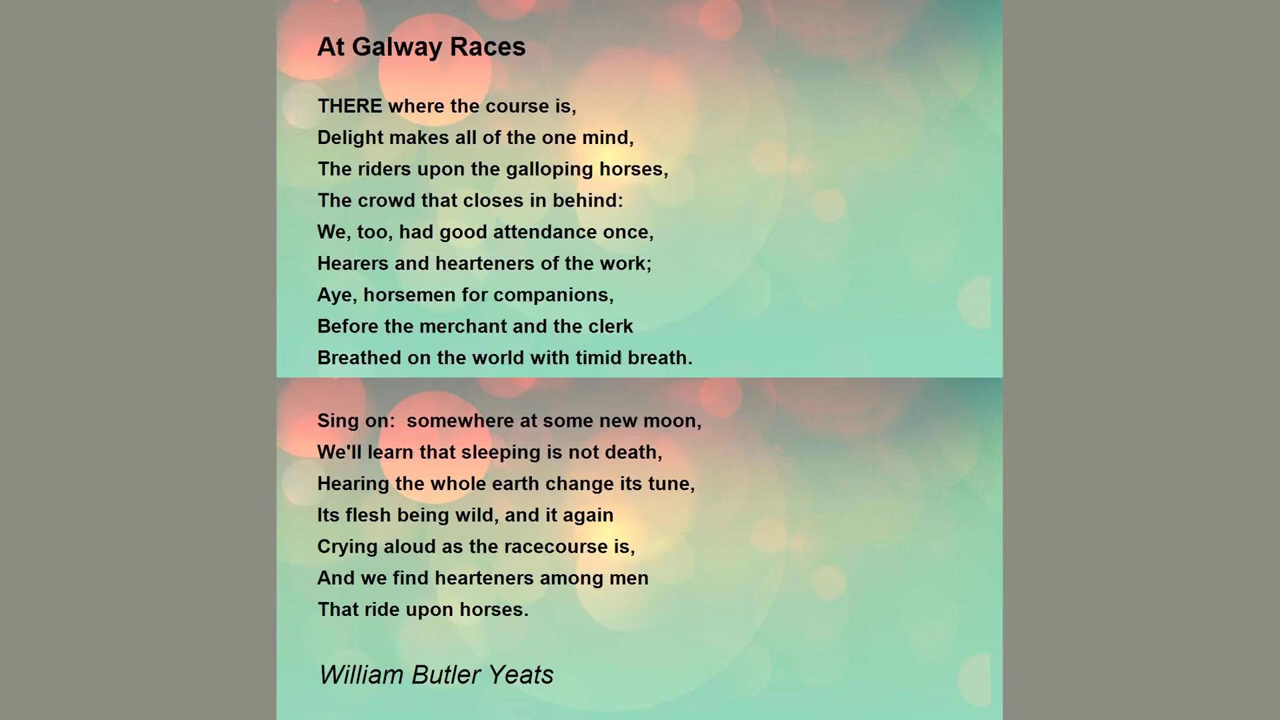 At Galway Races
THERE where the course is,
Delight makes all of the one mind,
The riders upon the galloping horses,
The crowd that closes in behind:
We, too, had good attendance once,
Hearers and hearteners of the work;
Aye, horsemen for companions,
Before the merchant and the clerk
Breathed on the world with timid breath.
Sing on:  somewhere at some new moon,
We'll learn that sleeping is not death,
Hearing the whole earth change its tune,
Its flesh being wild, and it again
Crying aloud as the racecourse is,
And we find hearteners among men
That ride upon horses.
William Butler Yeats